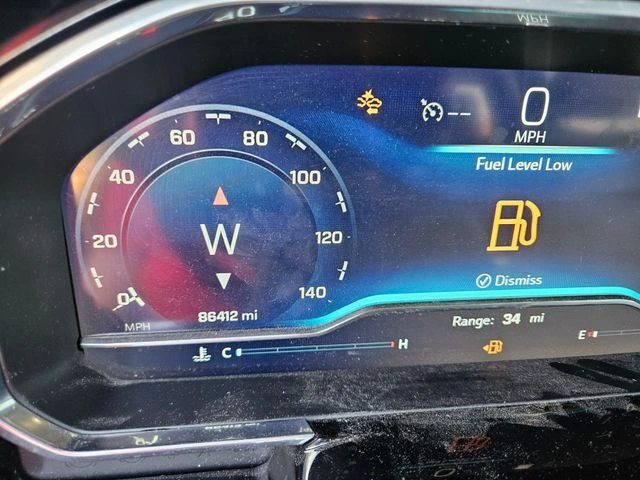 0
MPH
Fuel Level Low
60
80
40
100
20
120
0
140
W
MPH
86412 mi
Dismiss
Range: 34 mi
C
H
E